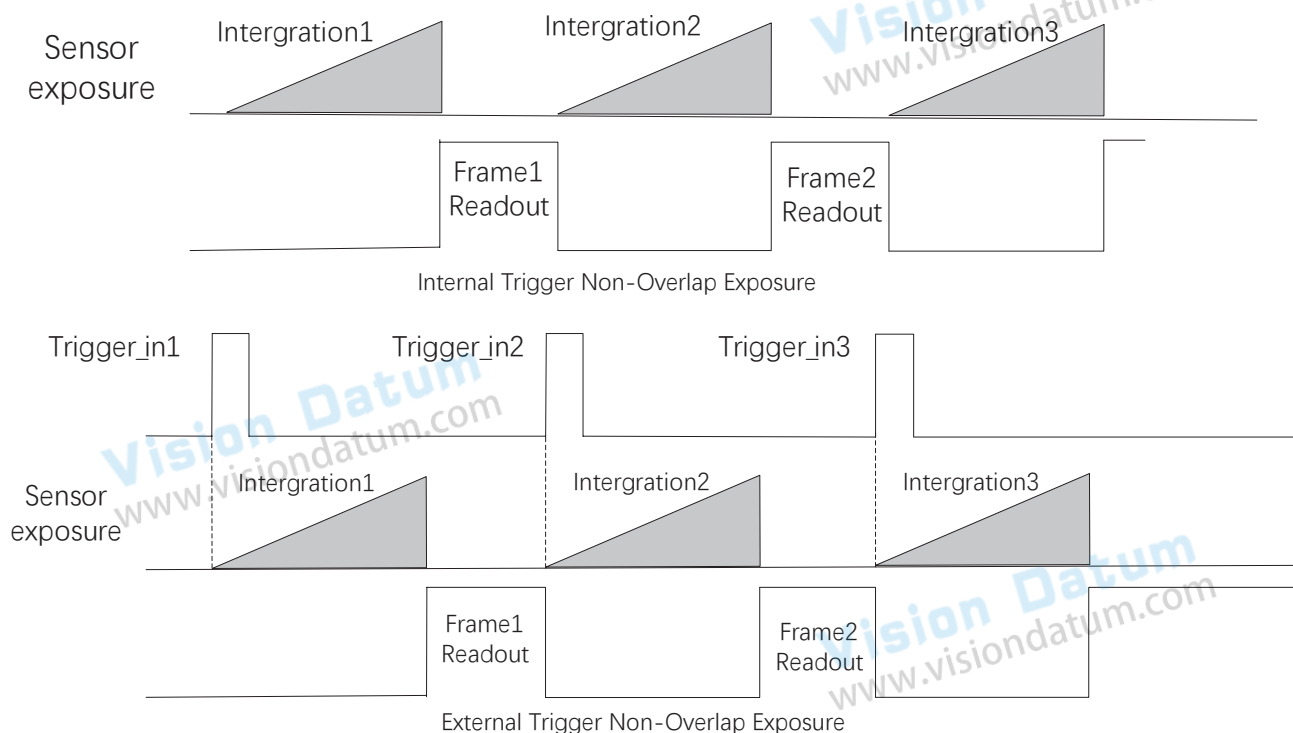 Vision Datum
www.visiondatum.com
Sensor
exposure
Intergration1
Intergration2
Intergration3
Frame1
Readout
Frame2
Readout
Internal Trigger Non-Overlap Exposure
Trigger_in1
Trigger_in2
Trigger_in3
Vision Datum
www.visiondatum.com
Sensor
exposure
Intergration1
Intergration2
Intergration3
Vision Datum
www.visiondatum.com
Frame1
Readout
Frame2
Readout
External Trigger Non-Overlap Exposure